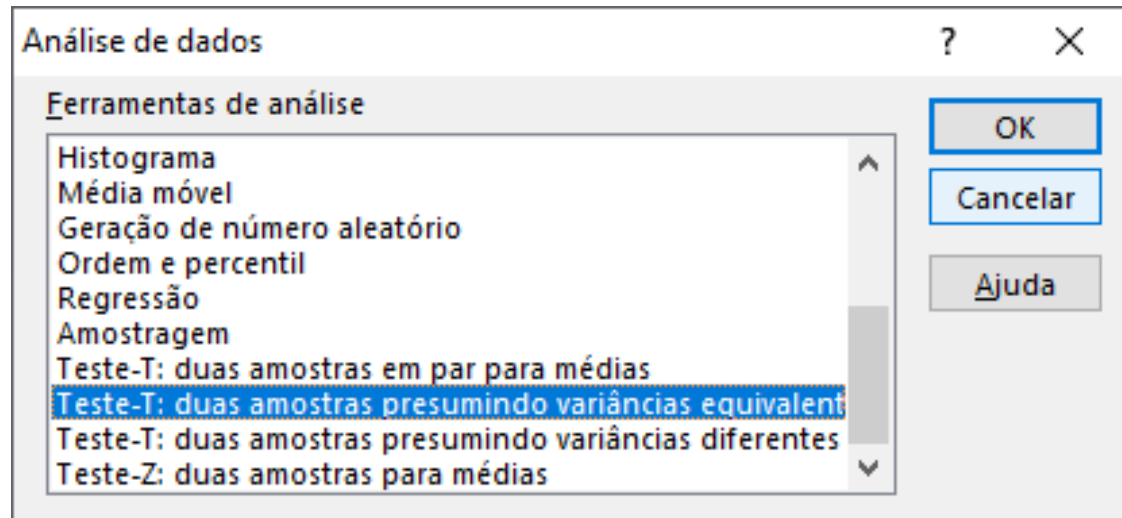 Análise de dados ?
Ferramentas de análise
OK
Cancelar
Ajuda
Histograma
Média móvel
Geração de número aleatório
Ordem e percentil
Regressão
Amostragem
Teste-T: duas amostras em par para médias
Teste-T: duas amostras presumindo variâncias equivalent
Teste-T: duas amostras presumindo variâncias diferentes
Teste-Z: duas amostras para médias